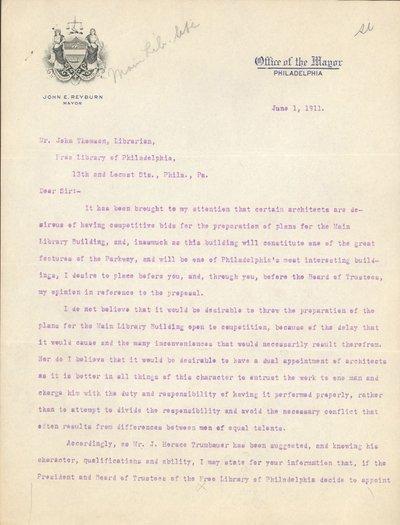 Main Lib. site
Office of the Mayor
PHILADELPHIA
JOHN E. REYBURN
MAYOR
June 1, 1911.
Mr. John Thomson, Librarian,
Free Library of Philadelphia,
13th and Locust Sts., Phila., Pa.
Dear Sir:-
It has been brought to my attention that certain architects are de-
sirous of having competitive bids for the preparation of plans for the Main
Library Building, and, inasmuch as this building will constitute one of the great
features of the Parkway, and will be one of Philadelphia's most interesting build-
ings, I desire to place before you, and, through you, before the Board of Trustees,
my opinion in reference to the proposal.
I do not believe that it would be desirable to throw the preparation of the
plans for the Main Library Building open to competition, because of the delay that
it would cause and the many inconveniences that would necessarily result therefrom.
Nor do I believe that it would be desirable to have a dual appointment of architects
as it is better in all things of this character to entrust the work to one man and
charge him with the duty and responsibility of having it performed properly, rather
than to attempt to divide the responsibility and avoid the necessary conflict that
often results from differences between men of equal talents.
Accordingly, as Mr. J. Horace Trumbauer has been suggested, and knowing his
character, qualifications and ability, I may state for your information that, if the
President and Board of Trustees of the Free Library of Philadelphia decide to appoint